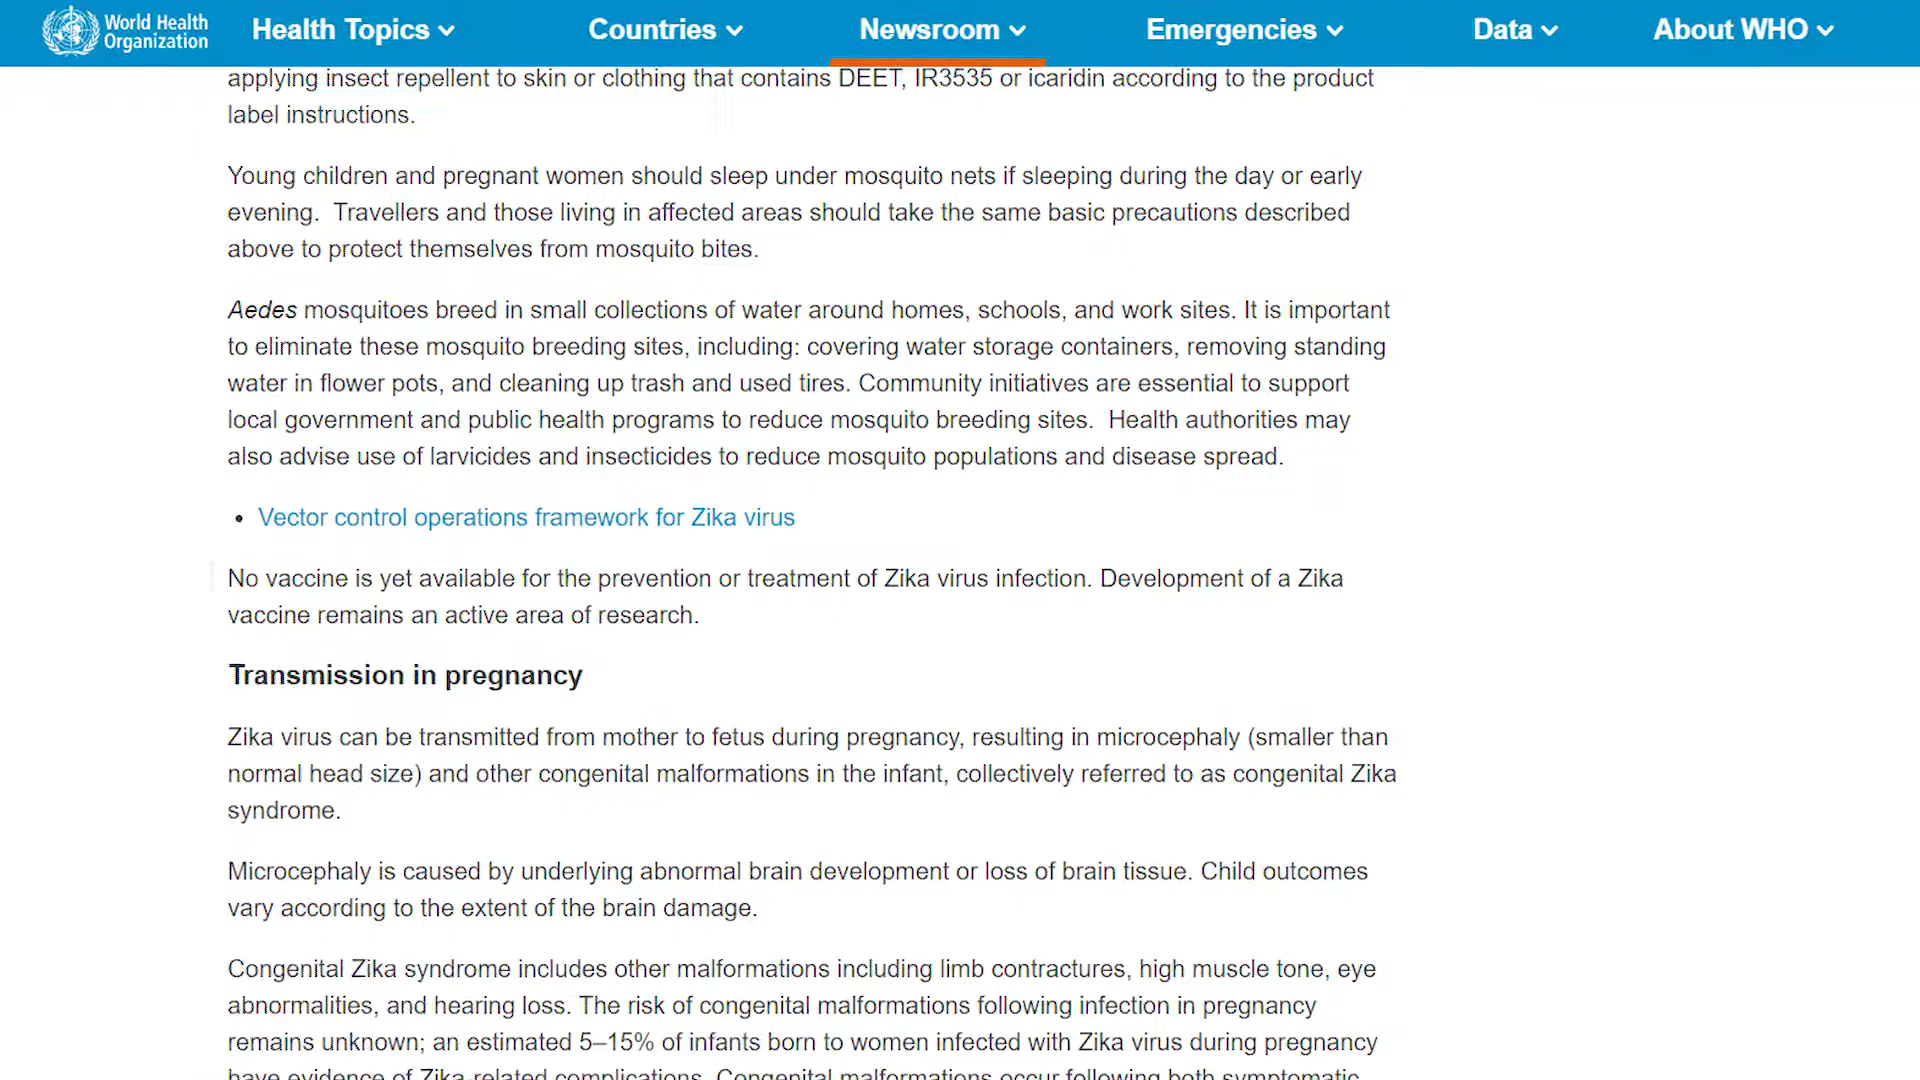 World Health
Organization
Health Topics
Countries
Newsroom
Emergencies
Data
About WHO
applying insect repellent to skin or clothing that contains DEET, IR3535 or icaridin according to the product
label instructions.
Young children and pregnant women should sleep under mosquito nets if sleeping during the day or early
evening.  Travellers and those living in affected areas should take the same basic precautions described
above to protect themselves from mosquito bites.
Aedes mosquitoes breed in small collections of water around homes, schools, and work sites. It is important
to eliminate these mosquito breeding sites, including: covering water storage containers, removing standing
water in flower pots, and cleaning up trash and used tires. Community initiatives are essential to support
local government and public health programs to reduce mosquito breeding sites.  Health authorities may
also advise use of larvicides and insecticides to reduce mosquito populations and disease spread.
• Vector control operations framework for Zika virus
No vaccine is yet available for the prevention or treatment of Zika virus infection. Development of a Zika
vaccine remains an active area of research.
Transmission in pregnancy
Zika virus can be transmitted from mother to fetus during pregnancy, resulting in microcephaly (smaller than
normal head size) and other congenital malformations in the infant, collectively referred to as congenital Zika
syndrome.
Microcephaly is caused by underlying abnormal brain development or loss of brain tissue. Child outcomes
vary according to the extent of the brain damage.
Congenital Zika syndrome includes other malformations including limb contractures, high muscle tone, eye
abnormalities, and hearing loss. The risk of congenital malformations following infection in pregnancy
remains unknown; an estimated 5–15% of infants born to women infected with Zika virus during pregnancy
have evidence of Zika-related complications. Congenital malformations occur following both symptomatic